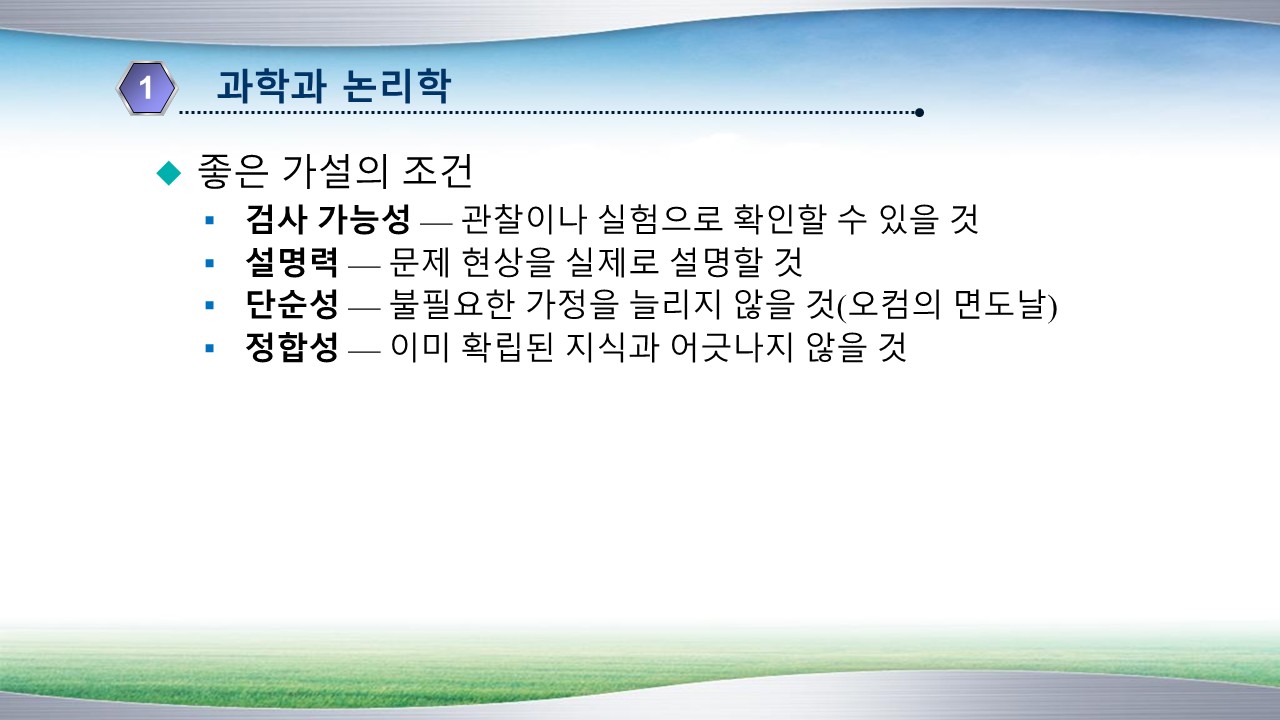 1 과학과 논리학
좋은 가설의 조건
검사 가능성 — 관찰이나 실험으로 확인할 수 있을 것
설명력 — 문제 현상을 실제로 설명할 것
단순성 — 불필요한 가정을 늘리지 않을 것(오컴의 면도날)
정합성 — 이미 확립된 지식과 어긋나지 않을 것